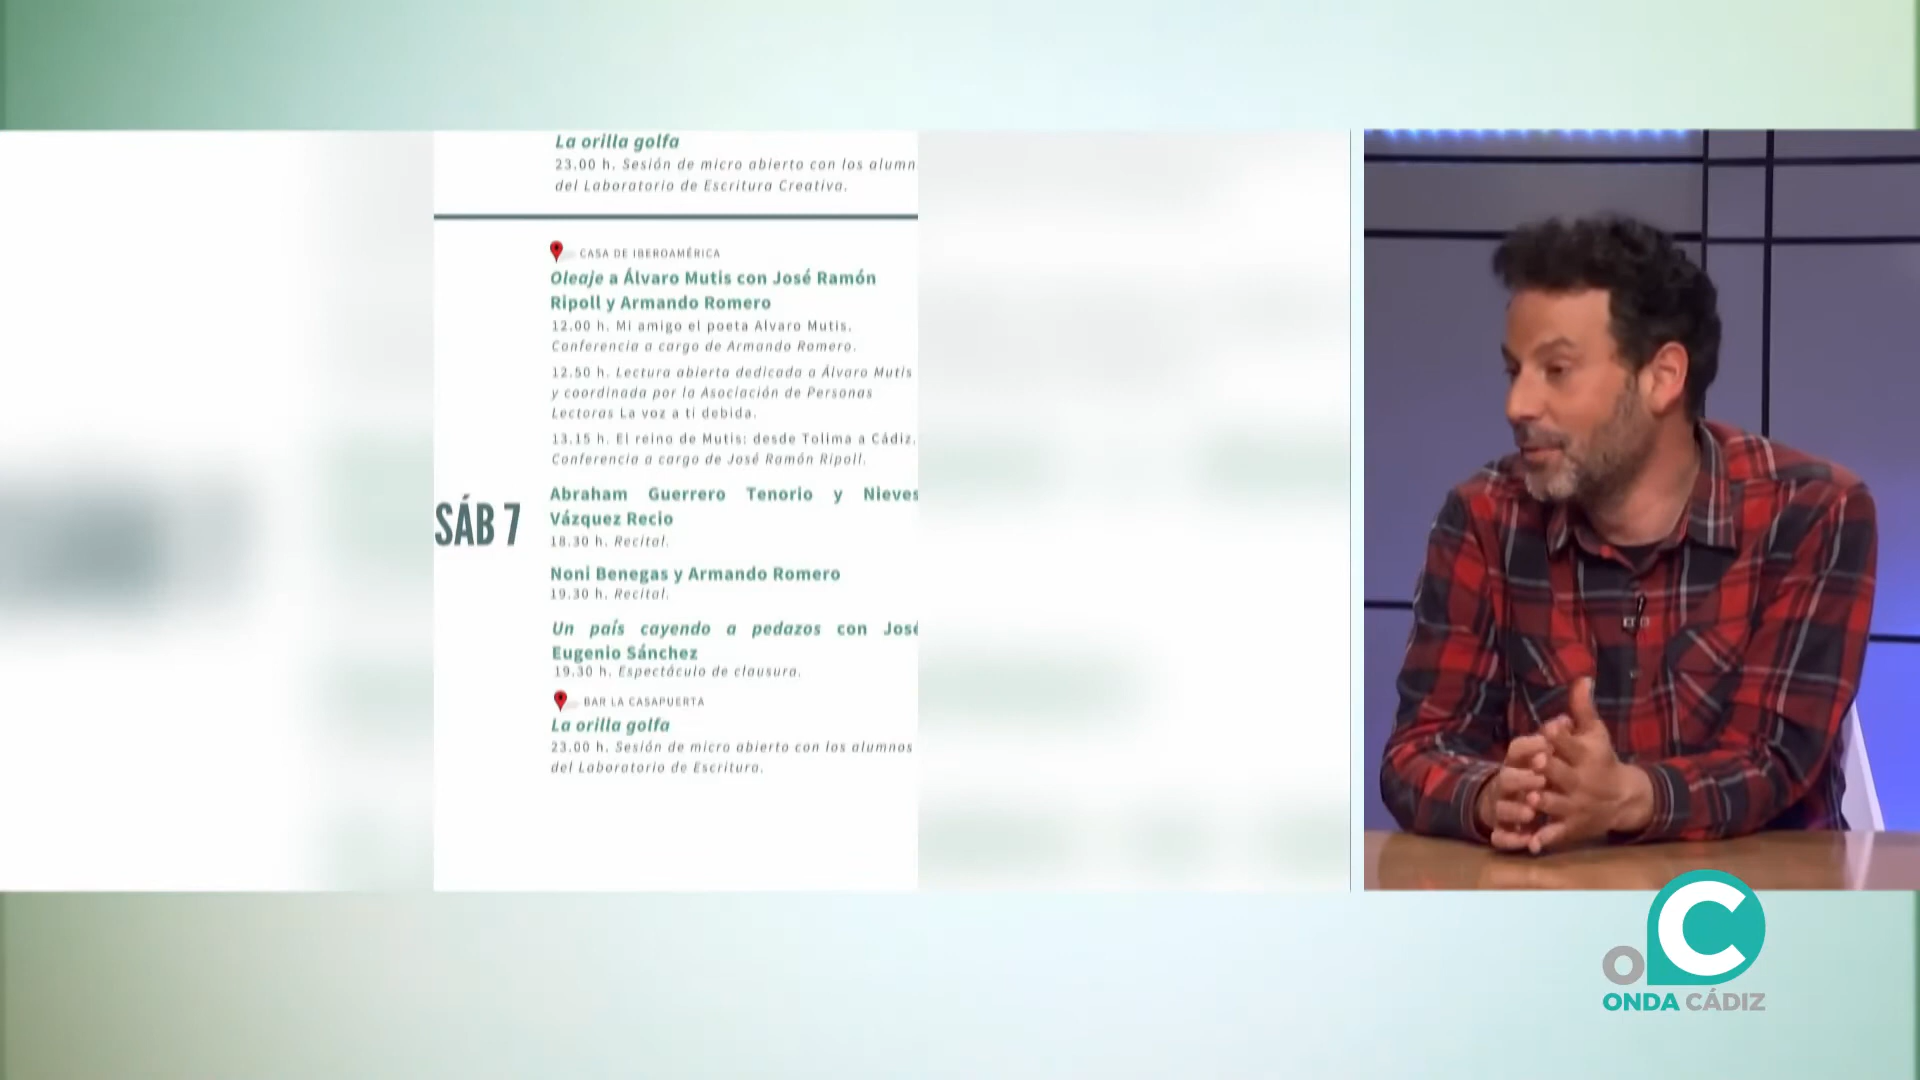 La orilla golfa
23.00 h. Sesión de micro abierto con los alumn
del Laboratorio de Escritura Creativa.
CASA DE IBEROAMÉRICA
Oleaje a Álvaro Mutis con José Ramón
Ripoll y Armando Romero
12.00 h. Mi amigo el poeta Alvaro Mutis.
Conferencia a cargo de Armando Romero.
12.50 h. Lectura abierta dedicada a Álvaro Mutis
y coordinada por la Asociación de Personas
Lectoras La voz a ti debida.
13.15 h. El reino de Mutis: desde Tolima a Cádiz.
Conferencia a cargo de José Ramón Ripoll.
SÁB 7
Abraham Guerrero Tenorio y Nieves
Vázquez Recio
18.30 h. Recital.
Noni Benegas y Armando Romero
19.30 h. Recital.
Un país cayendo a pedazos con José
Eugenio Sánchez
19.30 h. Espectáculo de clausura.
BAR LA CASAPUERTA
La orilla golfa
23.00 h. Sesión de micro abierto con los alumnos
del Laboratorio de Escritura.
O C
ONDA CÁDIZ